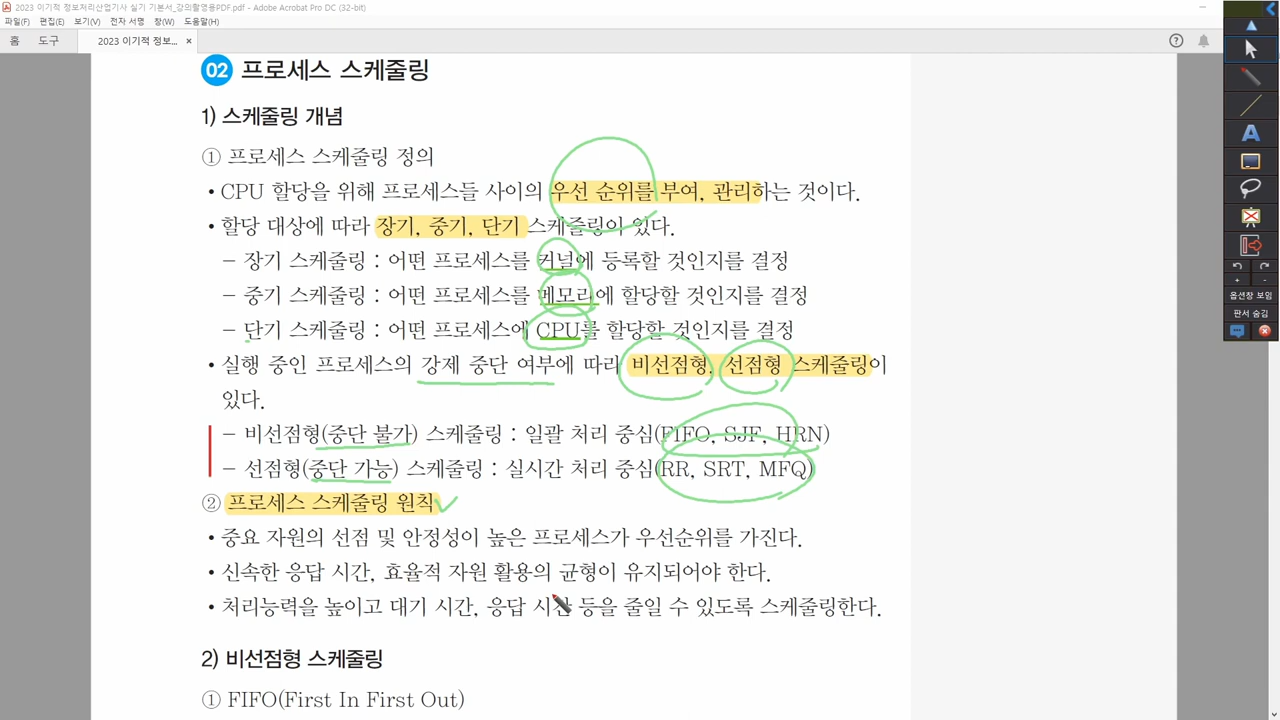 2023 이기적 정보처리산업기사 실기 기본서_강의촬영용PDF.pdf - Adobe Acrobat Pro DC (32-bit)
파일(F) 편집(E) 보기(V) 전자 서명 창(W) 도움말(H)
홈 도구 2023 이기적 정보... ×
02 프로세스 스케줄링
1) 스케줄링 개념
① 프로세스 스케줄링 정의
• CPU 할당을 위해 프로세스들 사이의 우선 순위를 부여, 관리하는 것이다.
• 할당 대상에 따라 장기, 중기, 단기 스케줄링이 있다.
– 장기 스케줄링 : 어떤 프로세스를 커널에 등록할 것인지를 결정
– 중기 스케줄링 : 어떤 프로세스를 메모리에 할당할 것인지를 결정
– 단기 스케줄링 : 어떤 프로세스에 CPU를 할당할 것인지를 결정
• 실행 중인 프로세스의 강제 중단 여부에 따라 비선점형, 선점형 스케줄링이
있다.
– 비선점형(중단 불가) 스케줄링 : 일괄 처리 중심(FIFO, SJF, HRN)
– 선점형(중단 가능) 스케줄링 : 실시간 처리 중심(RR, SRT, MFQ)
② 프로세스 스케줄링 원칙
• 중요 자원의 선점 및 안정성이 높은 프로세스가 우선순위를 가진다.
• 신속한 응답 시간, 효율적 자원 활용의 균형이 유지되어야 한다.
• 처리능력을 높이고 대기 시간, 응답 시간 등을 줄일 수 있도록 스케줄링한다.
2) 비선점형 스케줄링
① FIFO(First In First Out)
A
옵션장 보임
판서 숨김